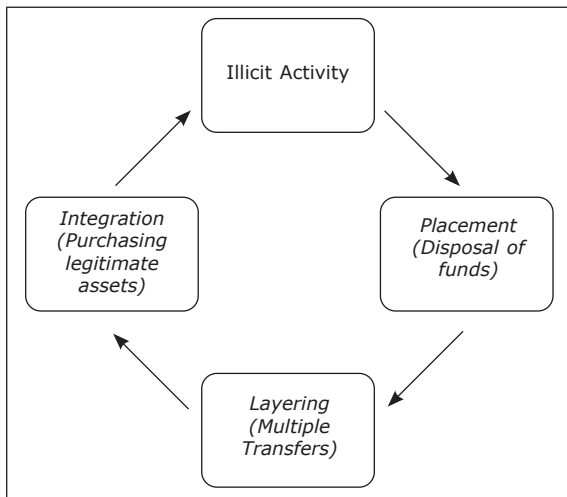 Illicit Activity
Placement
(Disposal of
funds)
Layering
(Multiple
Transfers)
Integration
(Purchasing
legitimate
assets)